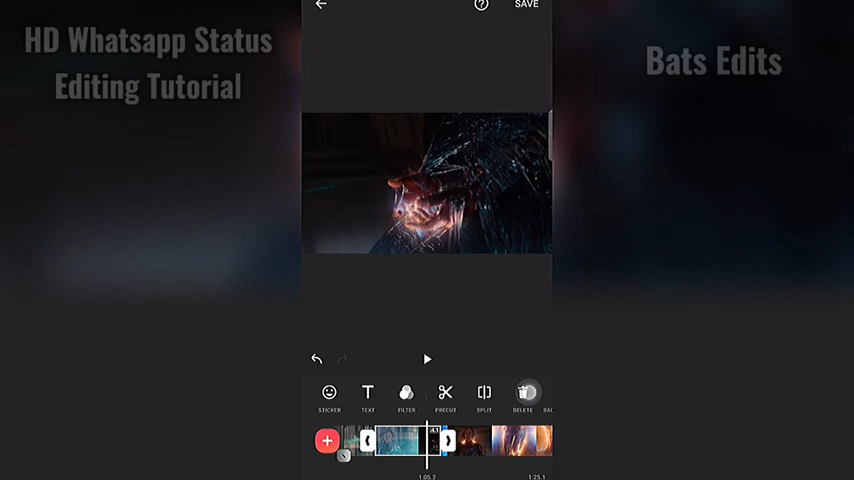 HD Whatsapp Status
Editing Tutorial
Bats Edits
SAVE
STICKER
TEXT
FILTER
PRECUT
SPLIT
DELETE
1:05.2
1:25.1